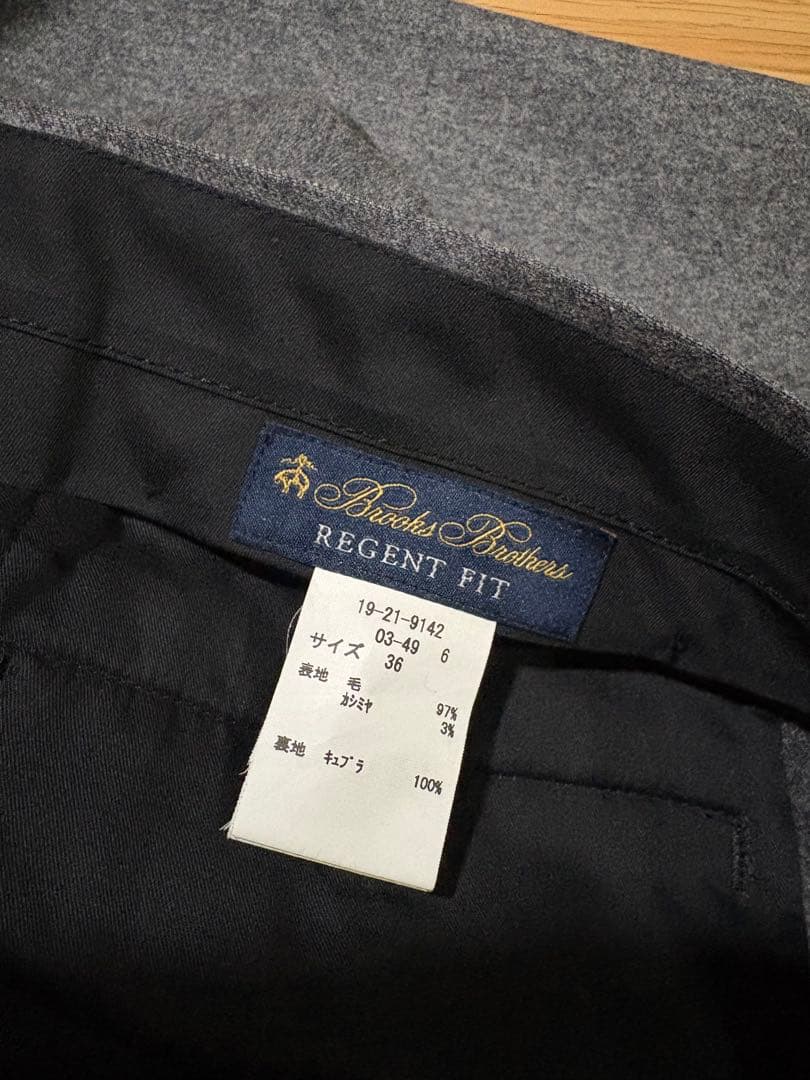 Brooks Brothers
REGENT FIT
19-21-9142
03-49 6
サイズ 36
表地 毛 97%
カシミヤ 3%
裏地 キュプラ 100%